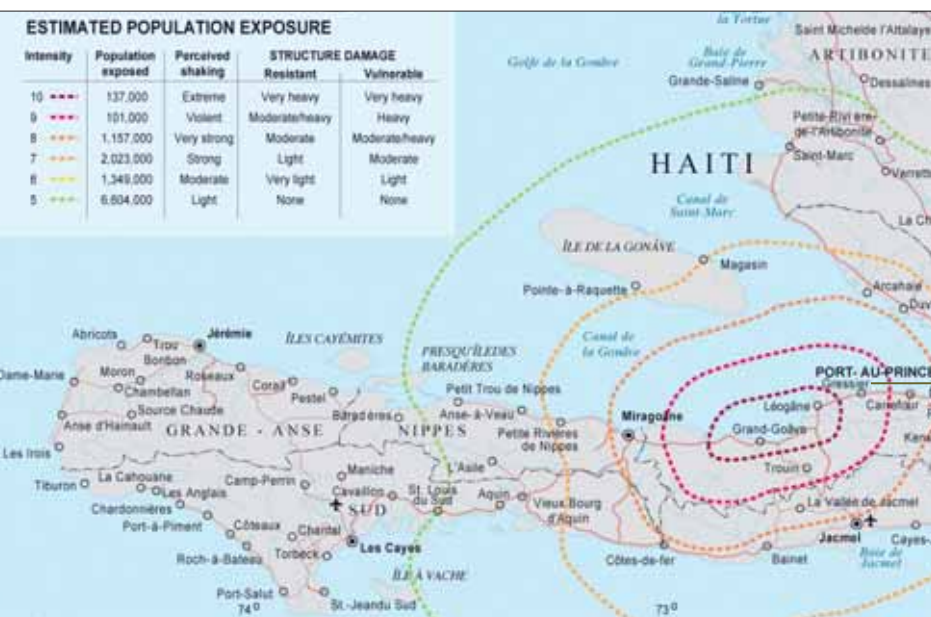 ESTIMATED POPULATION EXPOSURE
Intensity Population exposed Perceived shaking STRUCTURE DAMAGE
Resistant Vulnerable
10 137,000 Extreme Very heavy Very heavy
9 101,000 Violent Moderate/heavy Heavy
8 1,157,000 Very strong Moderate Moderate/heavy
7 2,023,000 Strong Light Moderate
6 1,349,000 Moderate Very light Light
5 6,604,000 Light None None
la Tortue
Saint Michelde l'Attalaye
ARTIBONITE
Golfe de la Gonâve
Baie de
Grand-Pierre
Grande-Saline
Dessalines
Petite-Rivière-
de-l'Artibonite
HAITI
Saint-Marc
Verrett
Canal de
Saint-Marc
La Ch
ÎLE DE LA GONÂVE
Magasin
Pointe-à-Raquette
Arcahaie
Duv
Canal de
la Gonâve
Abricots
Trou
Jérémie
Bonbon
ÎLES CAYÉMITES
PRESQU'ÎLEDES
BARADÈRES
PORT-AU-PRINCE
Gressier
Dame-Marie
Moron
Roseaux
Corail
Chambellan
Pestel
Petit Trou de Nippes
Léogâne
Carrefour
Anse d'Hainault
Source Chaude
Baradères
Anse-à-Veau
Miragoâne
GRANDE-ANSE
NIPPES
Petite Rivières
de Nippes
Grand-Goâve
Kens
Les Irois
L'Asile
Trouin
Tiburon
La Cahouane
Camp-Perrin
Maniche
Les Anglais
Cavaillon
St. Louis
du Sud
Aquin
Vieux Bourg
d'Aquin
La Vallée de Jacmel
Chardonnières
SUD
Port-à-Piment
Côteaux
Chantal
Jacmel
Cayes-
Les Cayes
Roch-à-Bateau
Torbeck
Côtes-de-fer
Bainet
Baie de
Jacmel
ÎLE À VACHE
Port-Salut
St.-Jeandu Sud
74°
73°